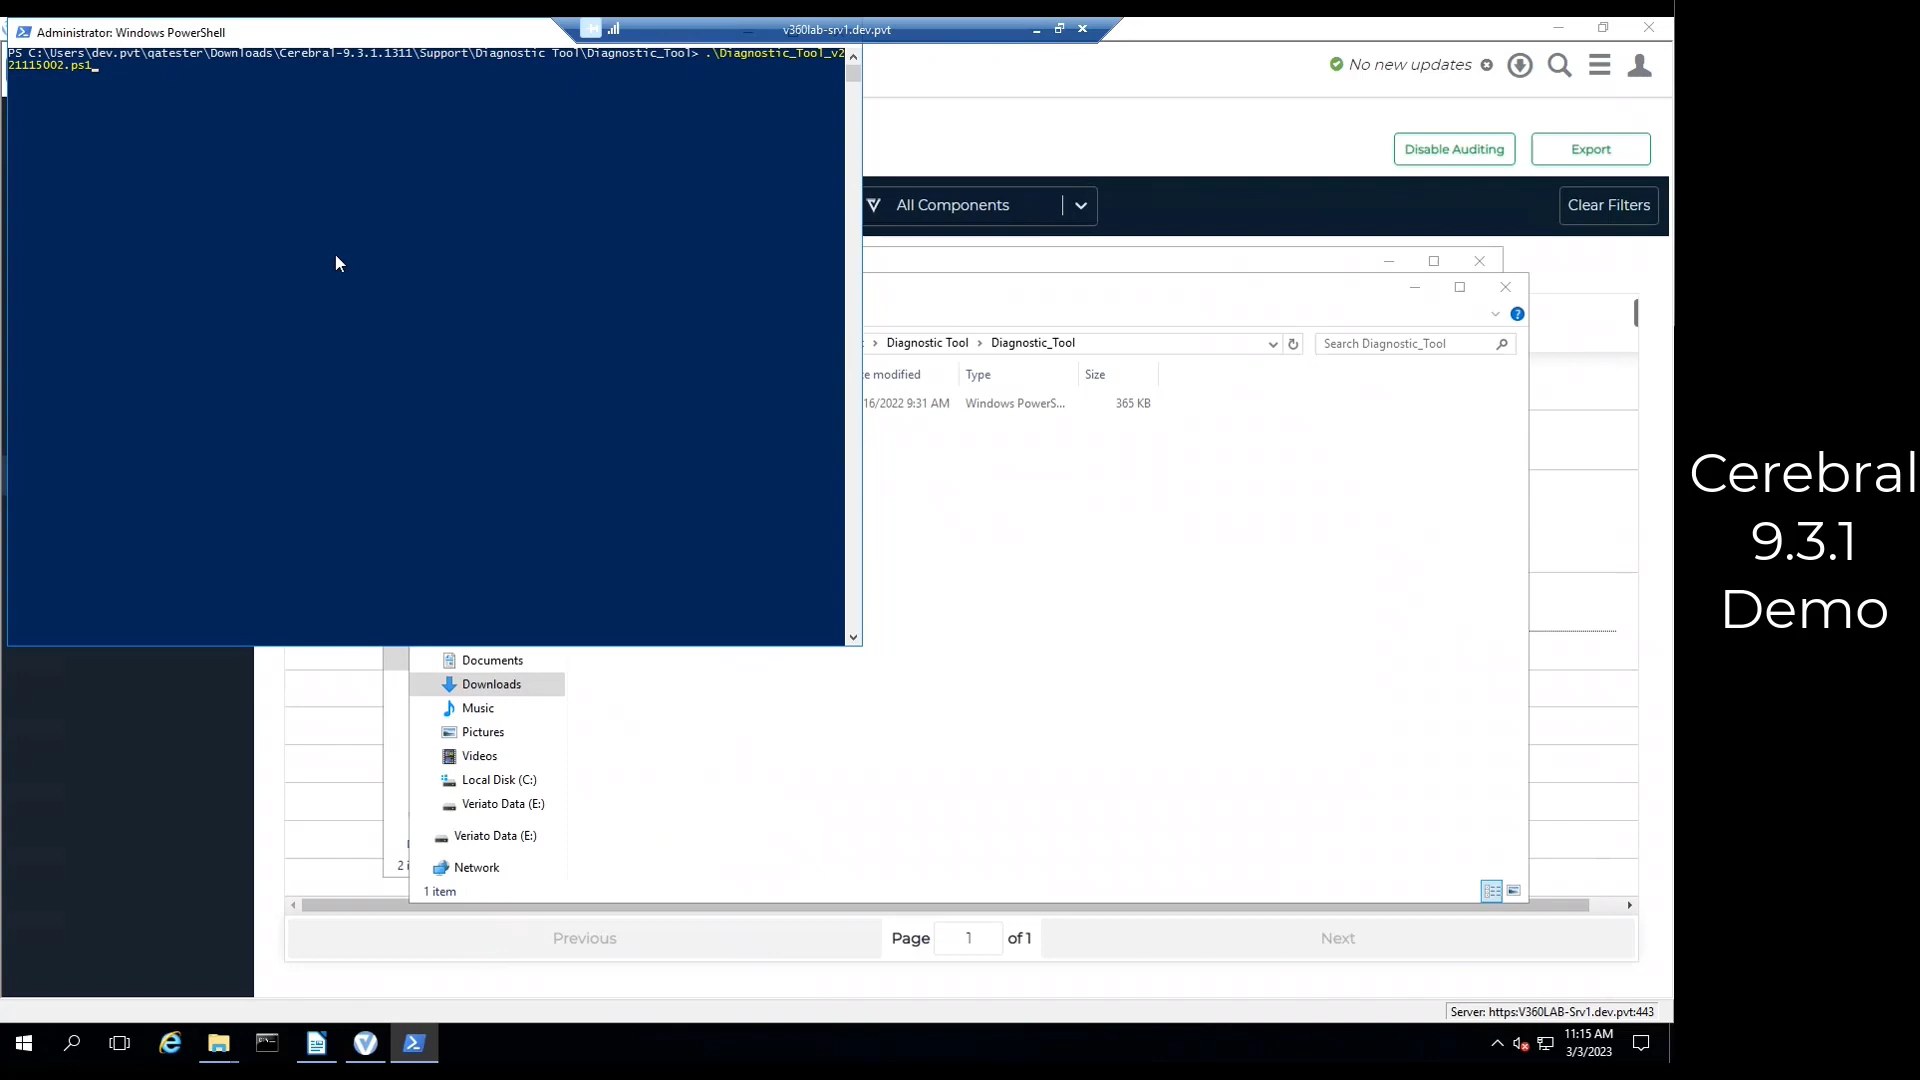 Administrator: Windows PowerShell
v360lab-srv1.dev.pvt
PS C:\Users\dev.pvt\qatester\Downloads\Cerebral-9.3.1.1311\Support\Diagnostic Tool\Diagnostic_Tool> .\Diagnostic_Tool_v2
21115002.ps1
No new updates
Disable Auditing
Export
All Components
Clear Filters
Diagnostic Tool > Diagnostic_Tool
Search Diagnostic_Tool
te modified
Type
Size
16/2022 9:31 AM
Windows PowerS...
365 KB
Cerebral
9.3.1
Demo
Documents
Downloads
Music
Pictures
Videos
Local Disk (C:)
Veriato Data (E:)
Veriato Data (E:)
Network
2 i
1 item
Previous
Page
1
of 1
Next
Server: https:V360LAB-Srv1.dev.pvt:443
11:15 AM
3/3/2023